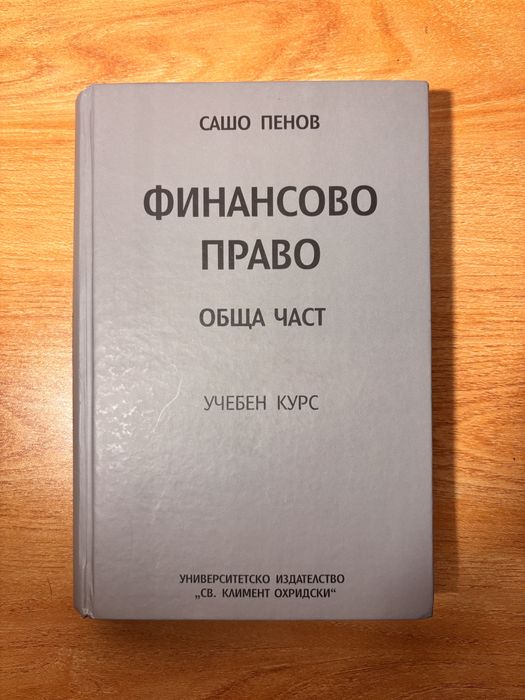 САШО ПЕНОВ
ФИНАНСОВО
ПРАВО
ОБЩА ЧАСТ
УЧЕБЕН КУРС
УНИВЕРСИТЕТСКО ИЗДАТЕЛСТВО
„СВ. КЛИМЕНТ ОХРИДСКИ“